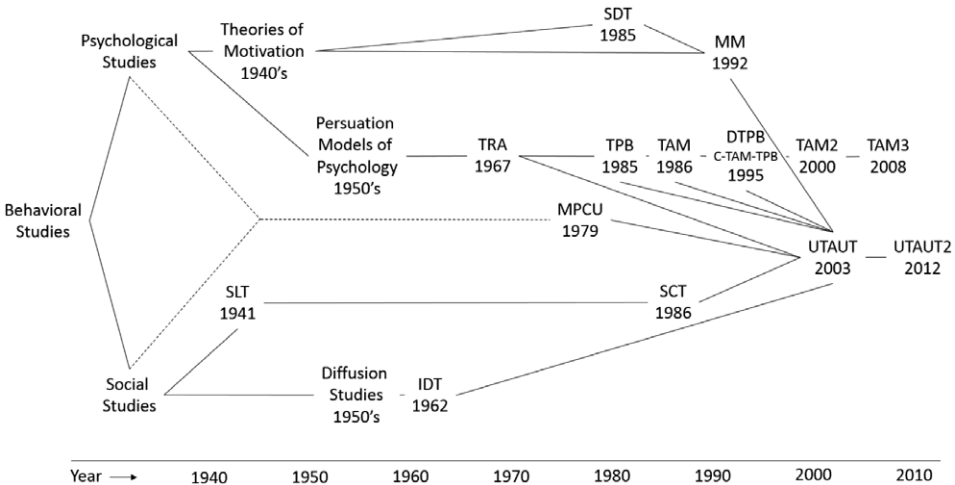 SDT
1985
Theories of
Motivation
1940's
Psychological
Studies
MM
1992
Persuation
Models of
Psychology
1950's
TRA
1967
TPB
1985
TAM
1986
DTPB
C-TAM-TPB
1995
TAM2
2000
TAM3
2008
Behavioral
Studies
MPCU
1979
UTAUT
2003
UTAUT2
2012
SLT
1941
SCT
1986
Social
Studies
Diffusion
Studies
1950's
IDT
1962
Year 1940 1950 1960 1970 1980 1990 2000 2010